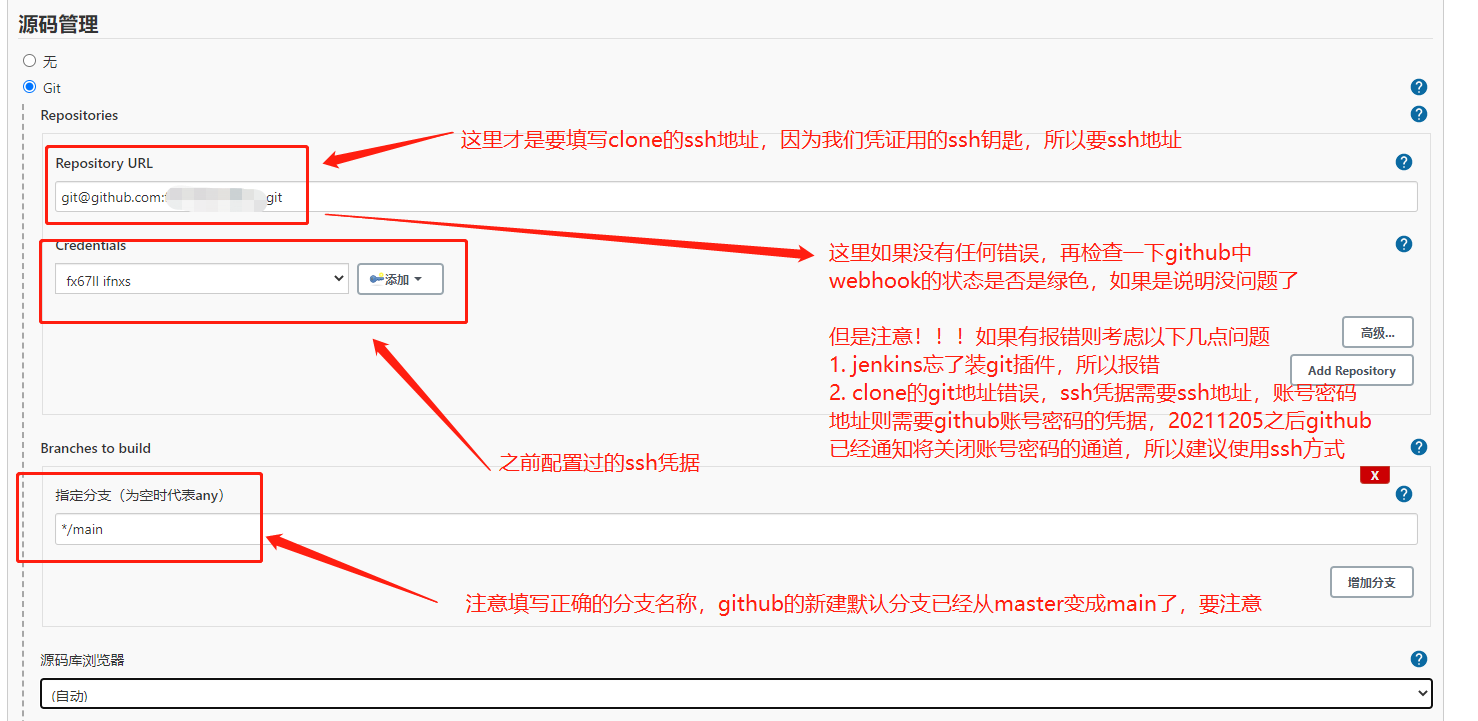 源码管理
无
Git
Repositories
这里才是要填写clone的ssh地址，因为我们凭证用的ssh钥匙，所以要ssh地址
Repository URL
git@github.com: git
Credentials
fx67ll ifnxs
添加
这里如果没有任何错误，再检查一下github中
webhook的状态是否是绿色，如果是说明没问题了
但是注意！！！如果有报错则考虑以下几点问题
1. jenkins忘了装git插件，所以报错
2. clone的git地址错误，ssh凭据需要ssh地址，账号密码
地址则需要github账号密码的凭据，20211205之后github
已经通知将关闭账号密码的通道，所以建议使用ssh方式
高级...
Add Repository
之前配置过的ssh凭据
Branches to build
X
指定分支（为空时代表any）
*/main
增加分支
注意填写正确的分支名称，github的新建默认分支已经从master变成main了，要注意
源码库浏览器
(自动)